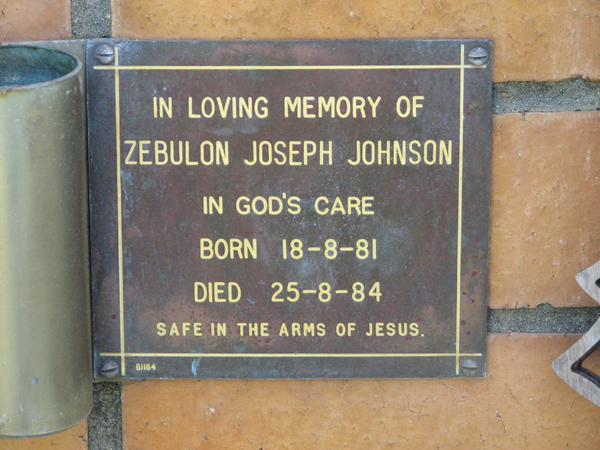 IN LOVING MEMORY OF
ZEBULON JOSEPH JOHNSON
IN GOD'S CARE
BORN 18-8-81
DIED 25-8-84
SAFE IN THE ARMS OF JESUS.
81164